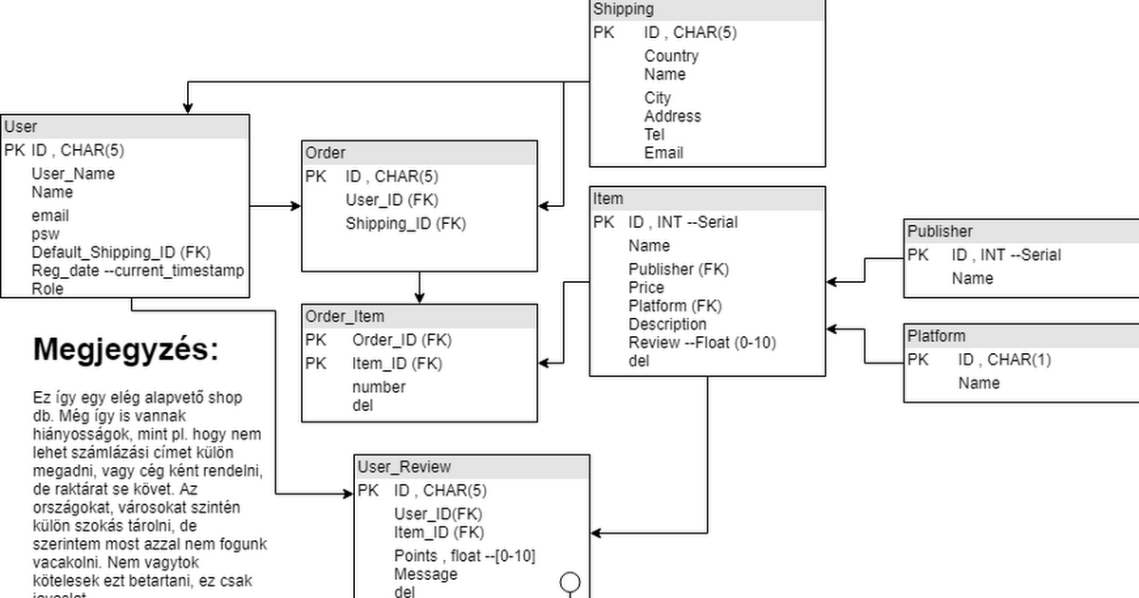 Shipping
PK ID , CHAR(5)
Country
Name
City
Address
Tel
Email
User
PK ID , CHAR(5)
User_Name
Name
email
psw
Default_Shipping_ID (FK)
Reg_date --current_timestamp
Role
Order
PK ID , CHAR(5)
User_ID (FK)
Shipping_ID (FK)
Item
PK ID , INT --Serial
Name
Publisher (FK)
Price
Platform (FK)
Description
Review --Float (0-10)
del
Publisher
PK ID , INT --Serial
Name
Platform
PK ID , CHAR(1)
Name
Order_Item
PK Order_ID (FK)
PK Item_ID (FK)
number
del
Megjegyzés:
Ez így egy elég alapvető shop
db. Még így is vannak
hiányosságok, mint pl. hogy nem
lehet számlázási címet külön
megadni, vagy cég ként rendelni,
de raktárat se követ. Az
országokat, városokat szintén
külön szokás tárolni, de
szerintem most azzal nem fogunk
vacakolni. Nem vagytok
kötelesek ezt betartani, ez csak
User_Review
PK ID , CHAR(5)
User_ID(FK)
Item_ID (FK)
Points , float --[0-10]
Message
del